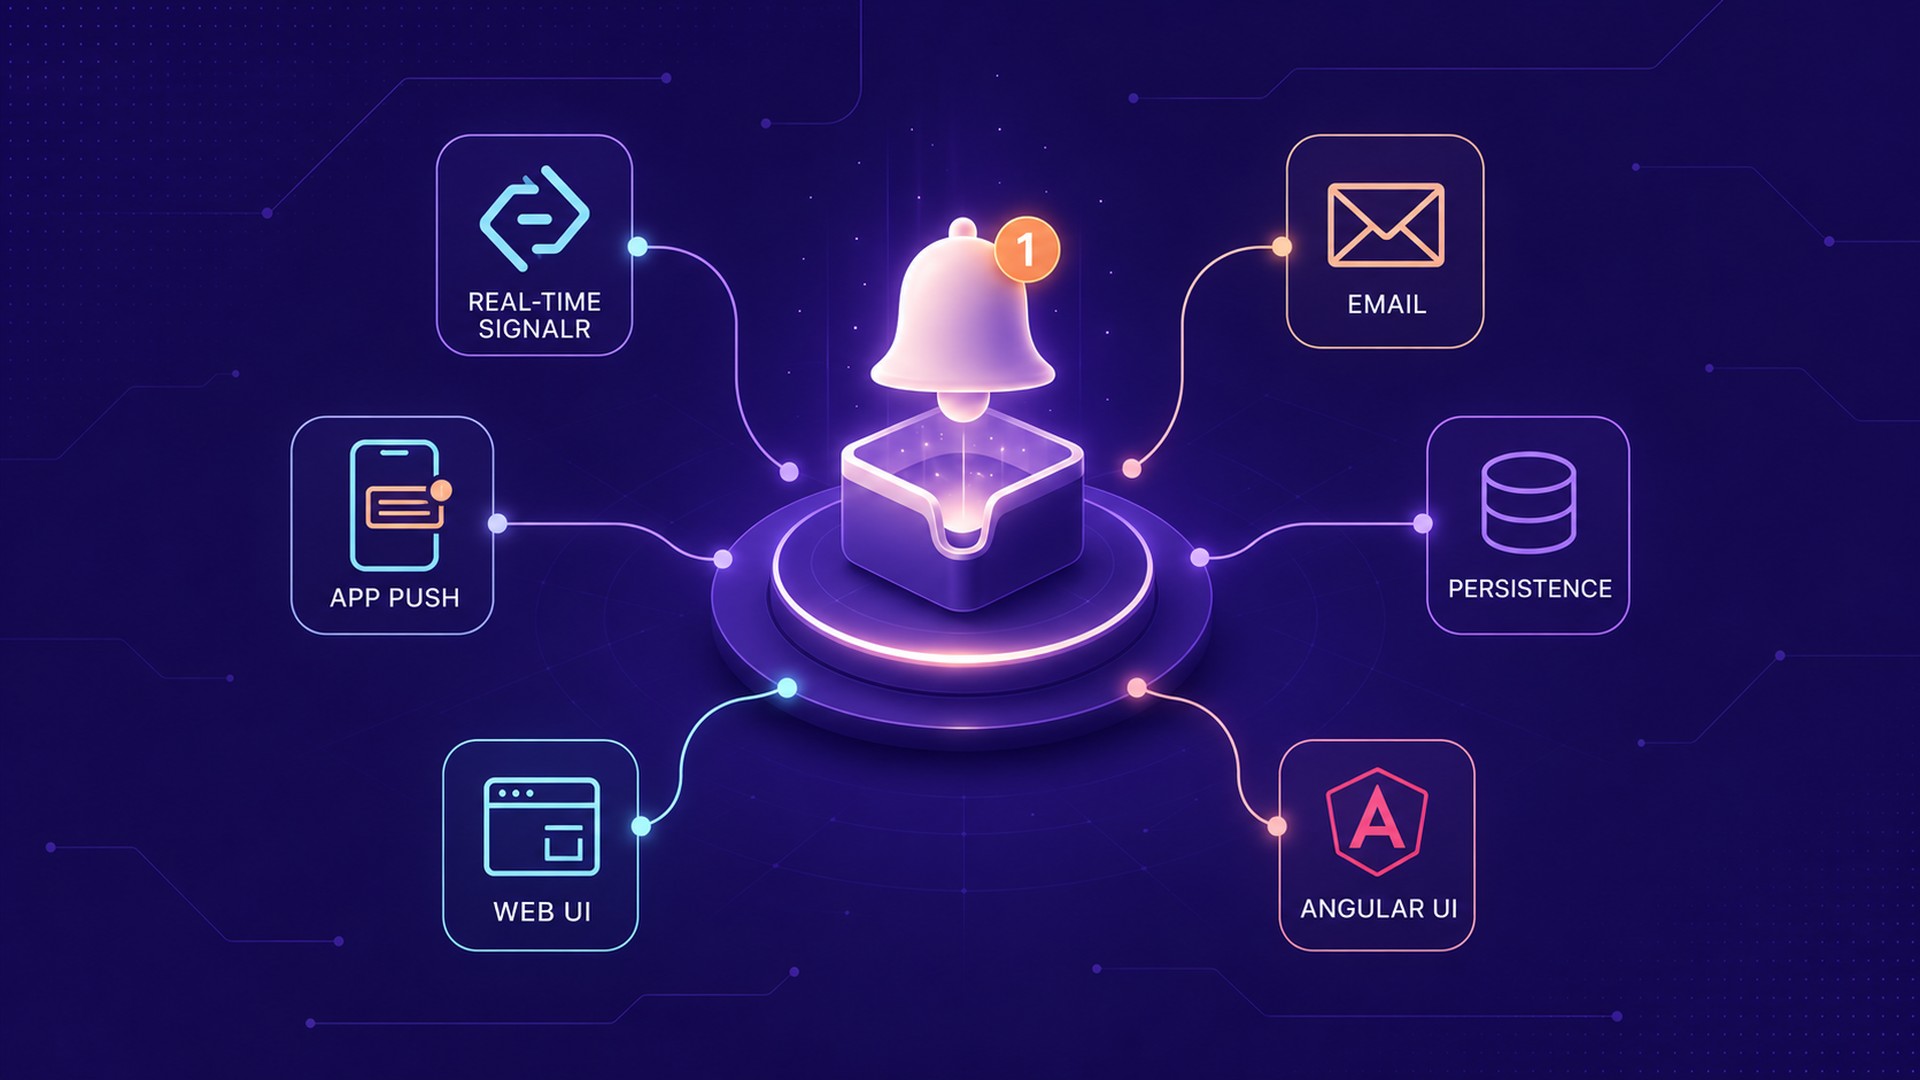 REAL-TIME
SIGNALR
1
EMAIL
APP PUSH
PERSISTENCE
WEB UI
A
ANGULAR UI